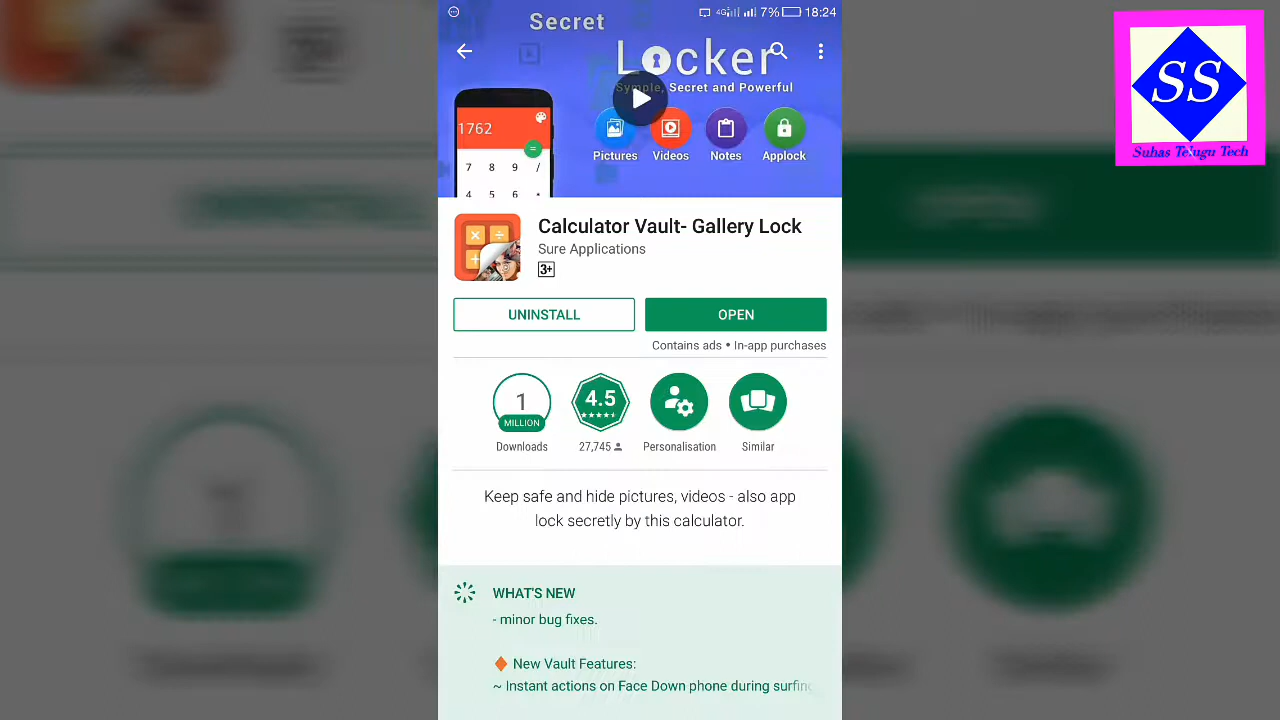 7% 18:24
Secret
Locker
Symple, Secret and Powerful
1762
=
7 8 9 /
4 5 6
Pictures Videos Notes Applock
SS
Suhas Telugu Tech
Calculator Vault- Gallery Lock
Sure Applications
3+
UNINSTALL OPEN
Contains ads • In-app purchases
1
MILLION
4.5
Downloads 27,745 Personalisation Similar
Keep safe and hide pictures, videos - also app
lock secretly by this calculator.
WHAT'S NEW
- minor bug fixes.
New Vault Features:
~ Instant actions on Face Down phone during surfing